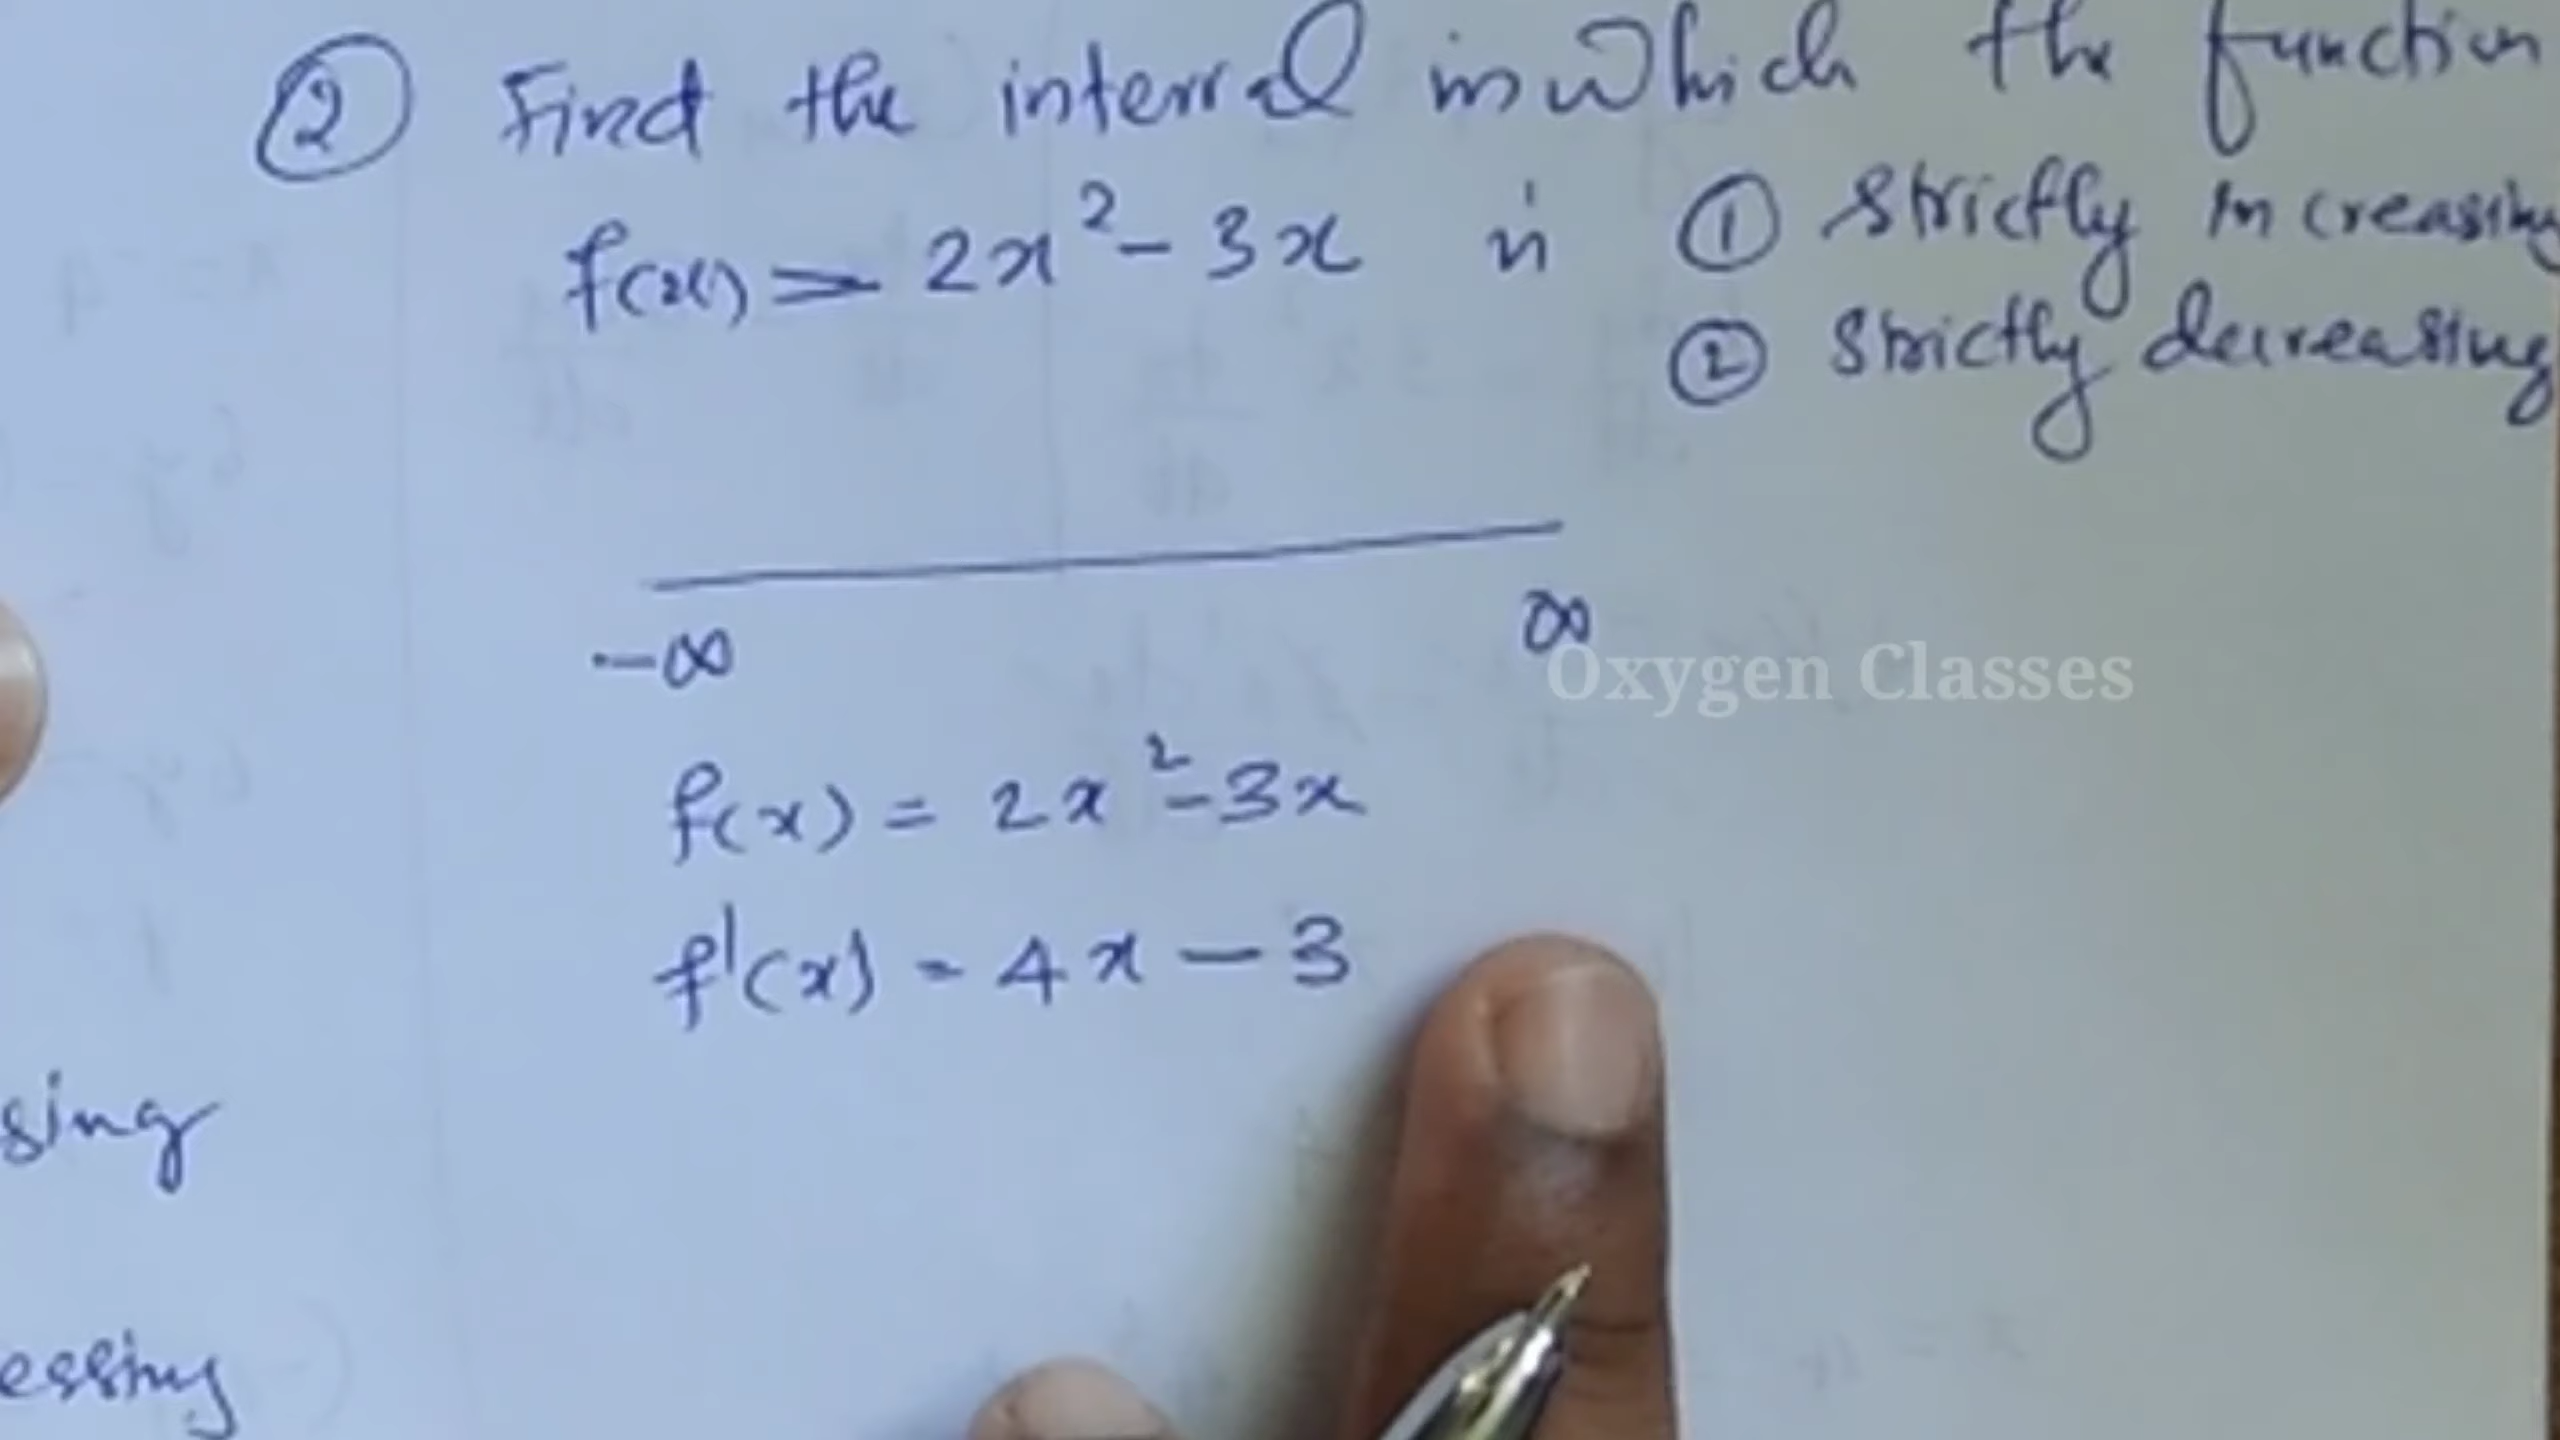 ② Find the interval in which the function
f(x) = 2x² - 3x is ① Strictly increasing
② Strictly decreasing
-∞ ∞
Oxygen Classes
f(x) = 2x² - 3x
f'(x) = 4x - 3
sing
essing